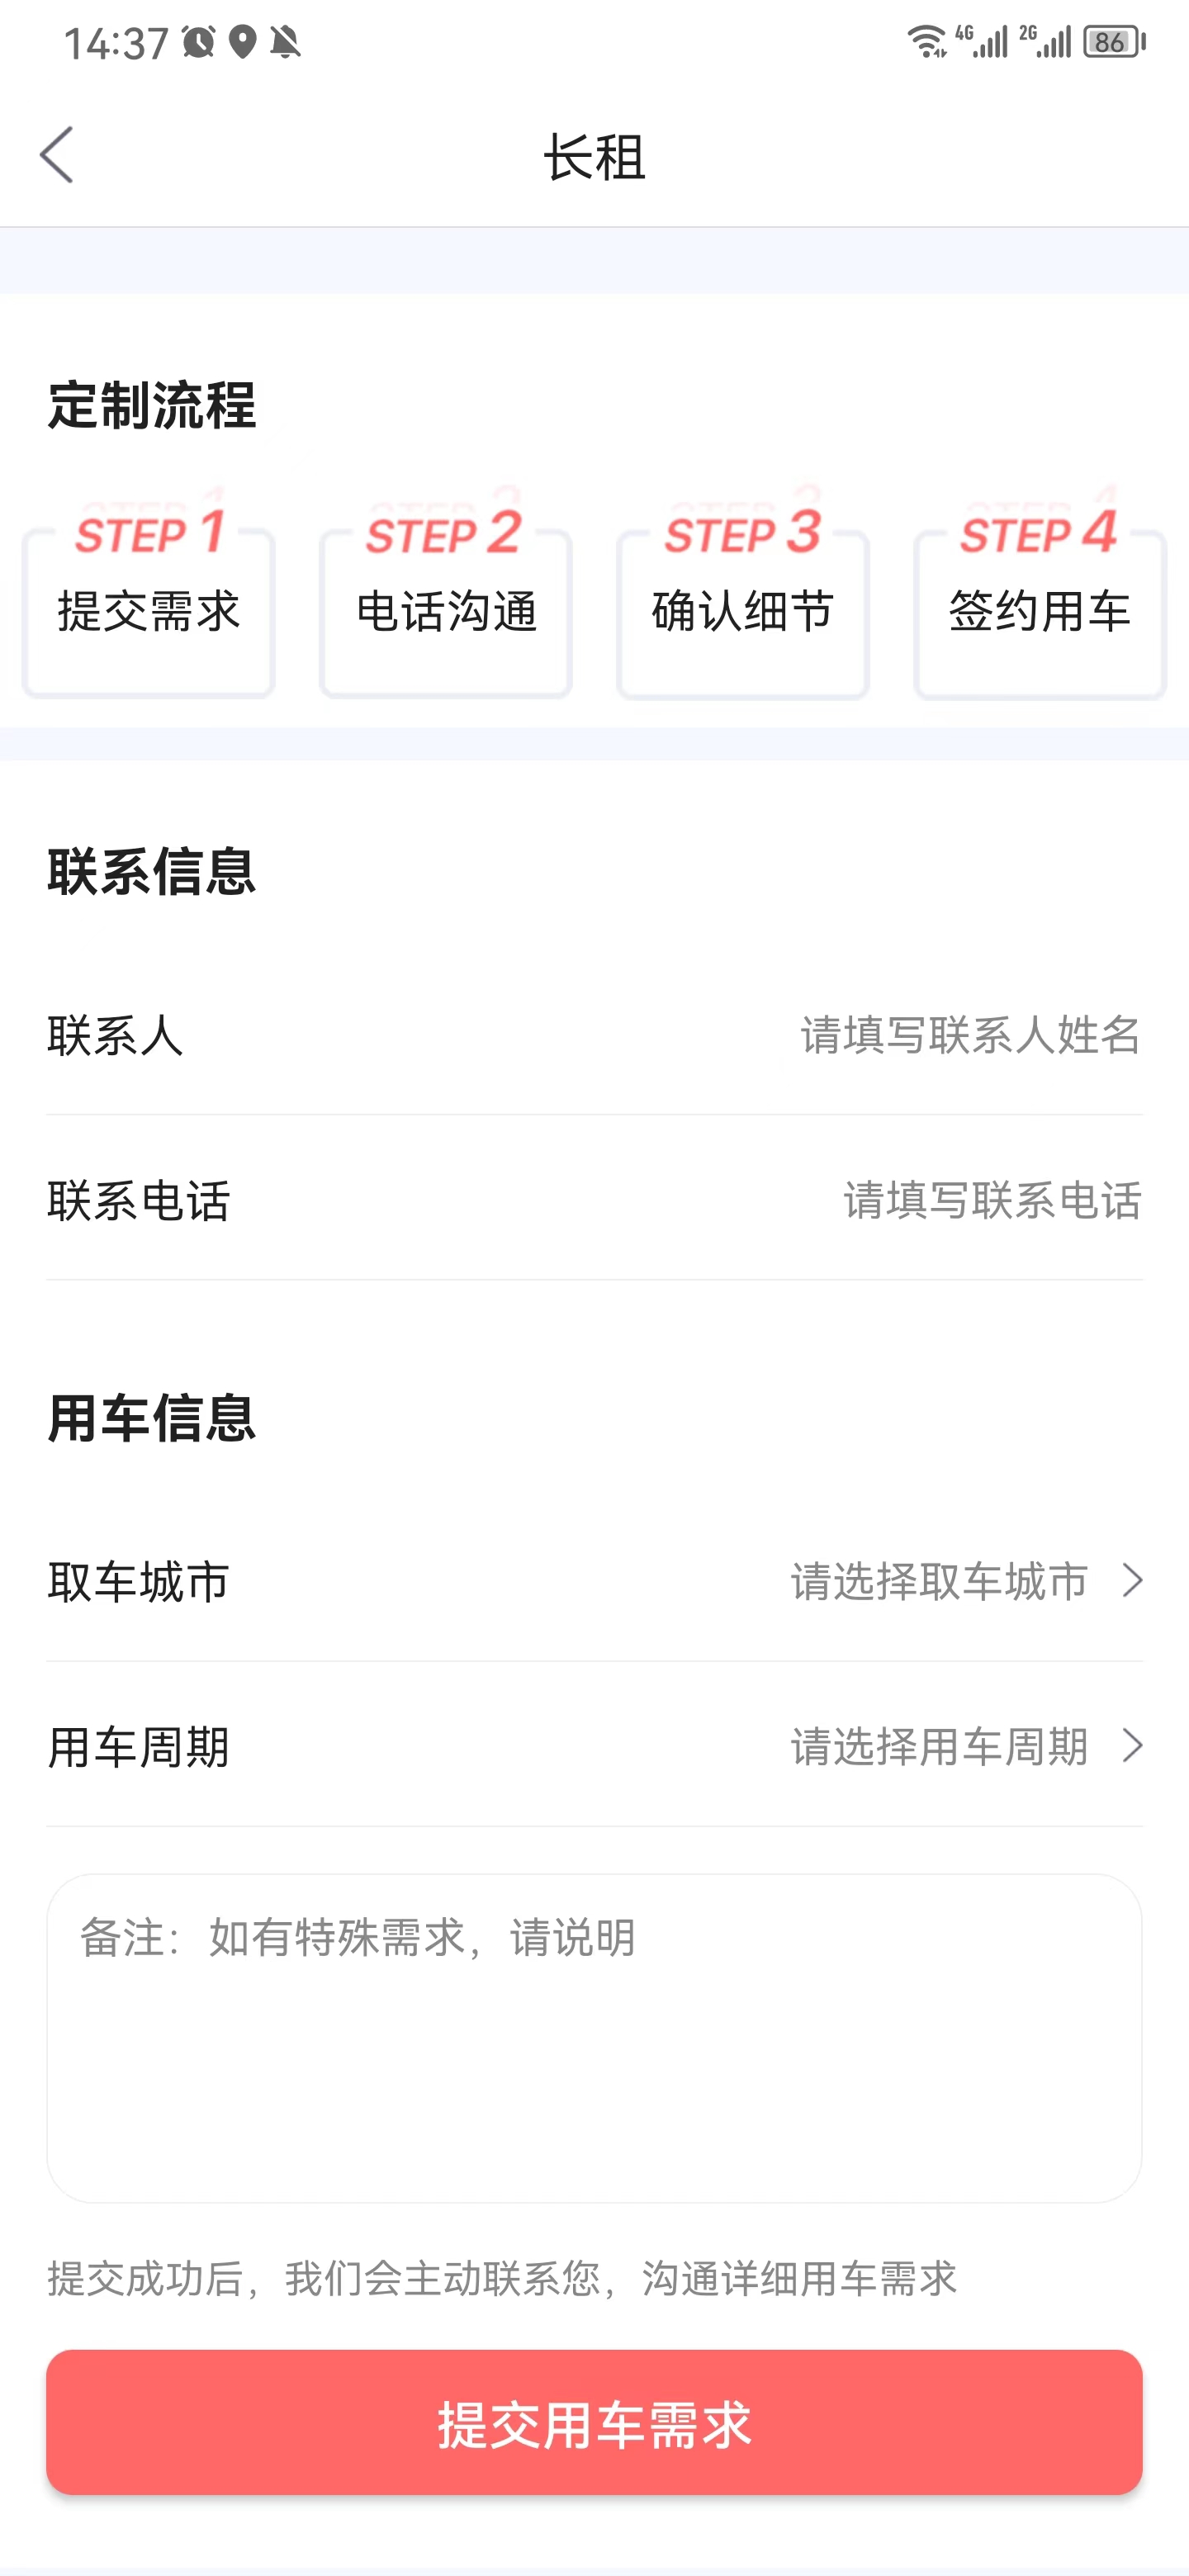 14:37 4G 2G 86
长租
定制流程
STEP 1 STEP 2 STEP 3 STEP 4
提交需求 电话沟通 确认细节 签约用车
联系信息
联系人 请填写联系人姓名
联系电话 请填写联系电话
用车信息
取车城市 请选择取车城市
用车周期 请选择用车周期
备注：如有特殊需求，请说明
提交成功后，我们会主动联系您，沟通详细用车需求
提交用车需求